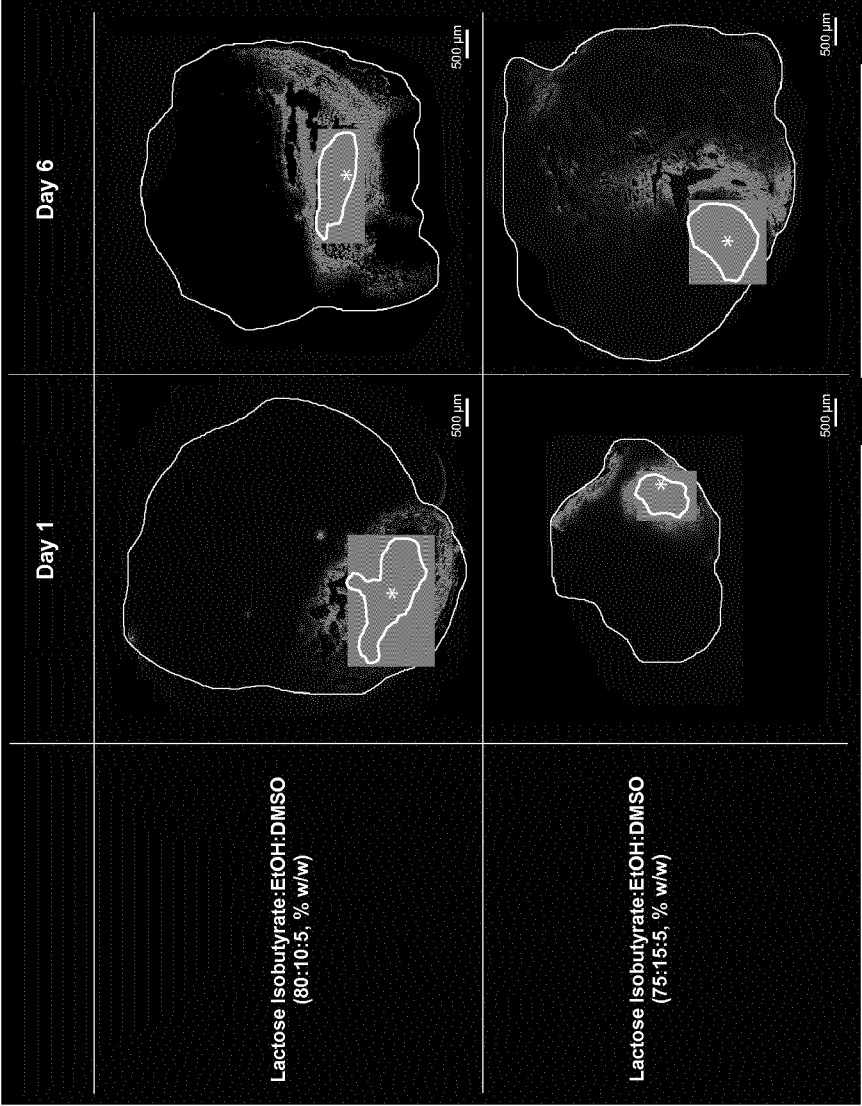 Day 1
Day 6
Lactose Isobutyrate:EtOH:DMSO
(80:10:5, % w/w)
*
500 µm
*
500 µm
Lactose Isobutyrate:EtOH:DMSO
(75:15:5, % w/w)
*
500 µm
*
500 µm